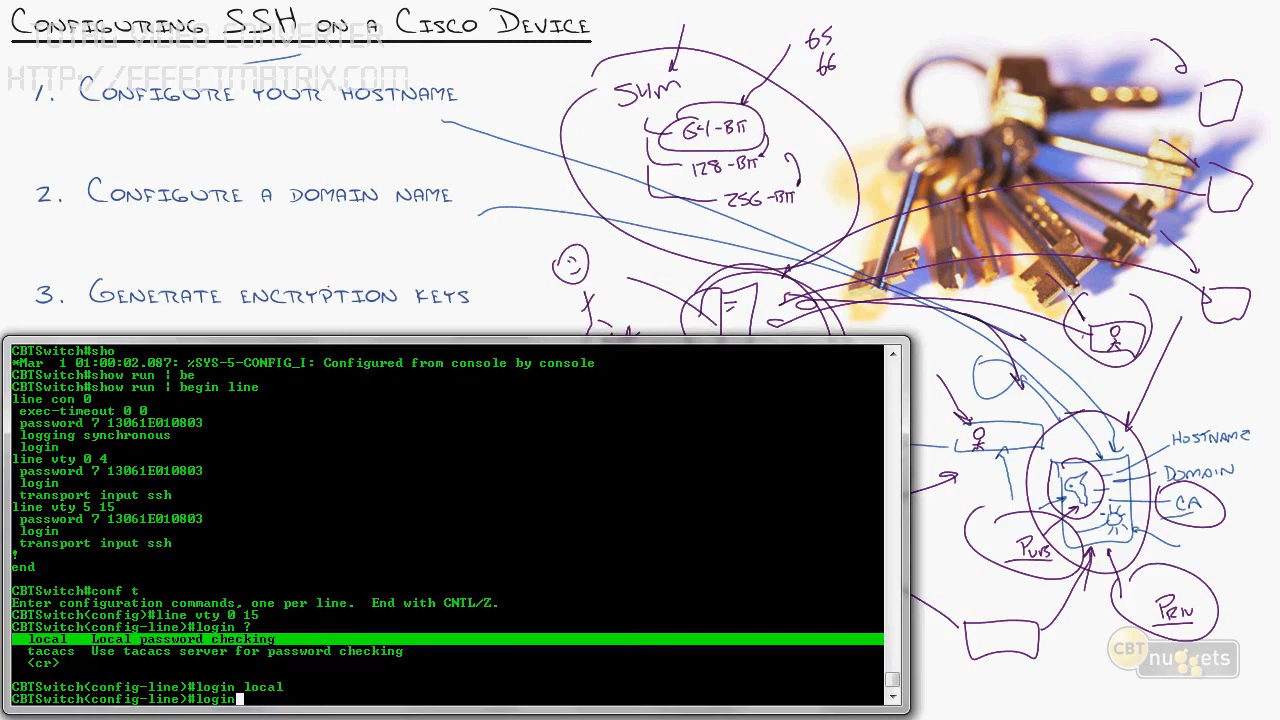 CONFIGURING SSH ON A CISCO DEVICE
TOTAL VIDEO CONVERTER
HTTP://EFFECTMATRIX.COM
1. CONFIGURE YOUR HOSTNAME
2. CONFIGURE A DOMAIN NAME
3. GENERATE ENCRYPTION KEYS
65
66
SYM
64-BIT
128-BIT
256-BIT
HOSTNAME
DOMAIN
CA
PUB
PRIV
CBTSwitch#sho
*Mar  1 01:00:02.087: %SYS-5-CONFIG_I: Configured from console by console
CBTSwitch#show run | be
CBTSwitch#show run | begin line
line con 0
exec-timeout 0 0
password 7 13061E010803
logging synchronous
login
line vty 0 4
password 7 13061E010803
login
transport input ssh
line vty 5 15
password 7 13061E010803
login
transport input ssh
!
end
CBTSwitch#conf t
Enter configuration commands, one per line.  End with CNTL/Z.
CBTSwitch(config)#line vty 0 15
CBTSwitch(config-line)#login ?
local   Local password checking
tacacs  Use tacacs server for password checking
<cr>
CBTSwitch(config-line)#login local
CBTSwitch(config-line)#login
CBT nuggets